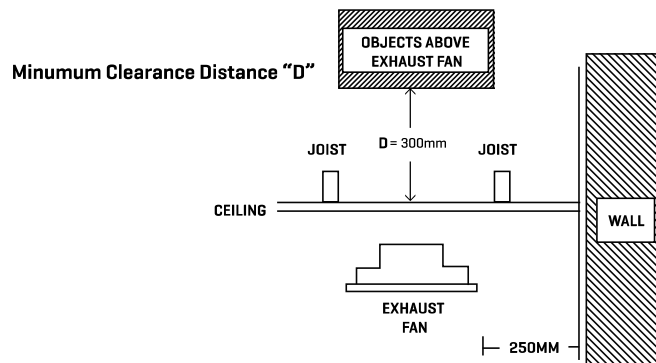 OBJECTS ABOVE
EXHAUST FAN
Minumum Clearance Distance “D”
D = 300mm
JOIST
JOIST
CEILING
WALL
EXHAUST
FAN
250MM